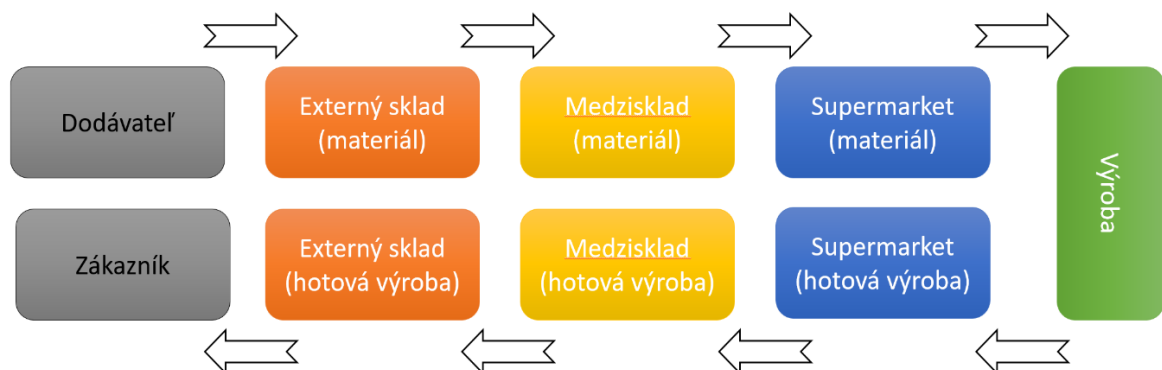 Dodávateľ
Externý sklad
(materiál)
Medzisklad
(materiál)
Supermarket
(materiál)
Výroba
Zákazník
Externý sklad
(hotová výroba)
Medzisklad
(hotová výroba)
Supermarket
(hotová výroba)